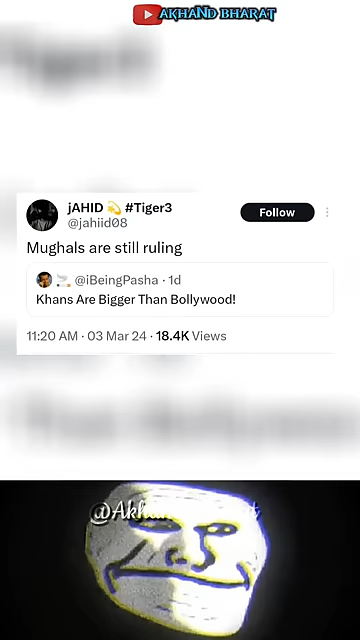 AKHAND BHARAT
jAHID 💫 #Tiger3
@jahiid08
Follow
Mughals are still ruling
@iBeingPasha · 1d
Khans Are Bigger Than Bollywood!
11:20 AM · 03 Mar 24 · 18.4K Views